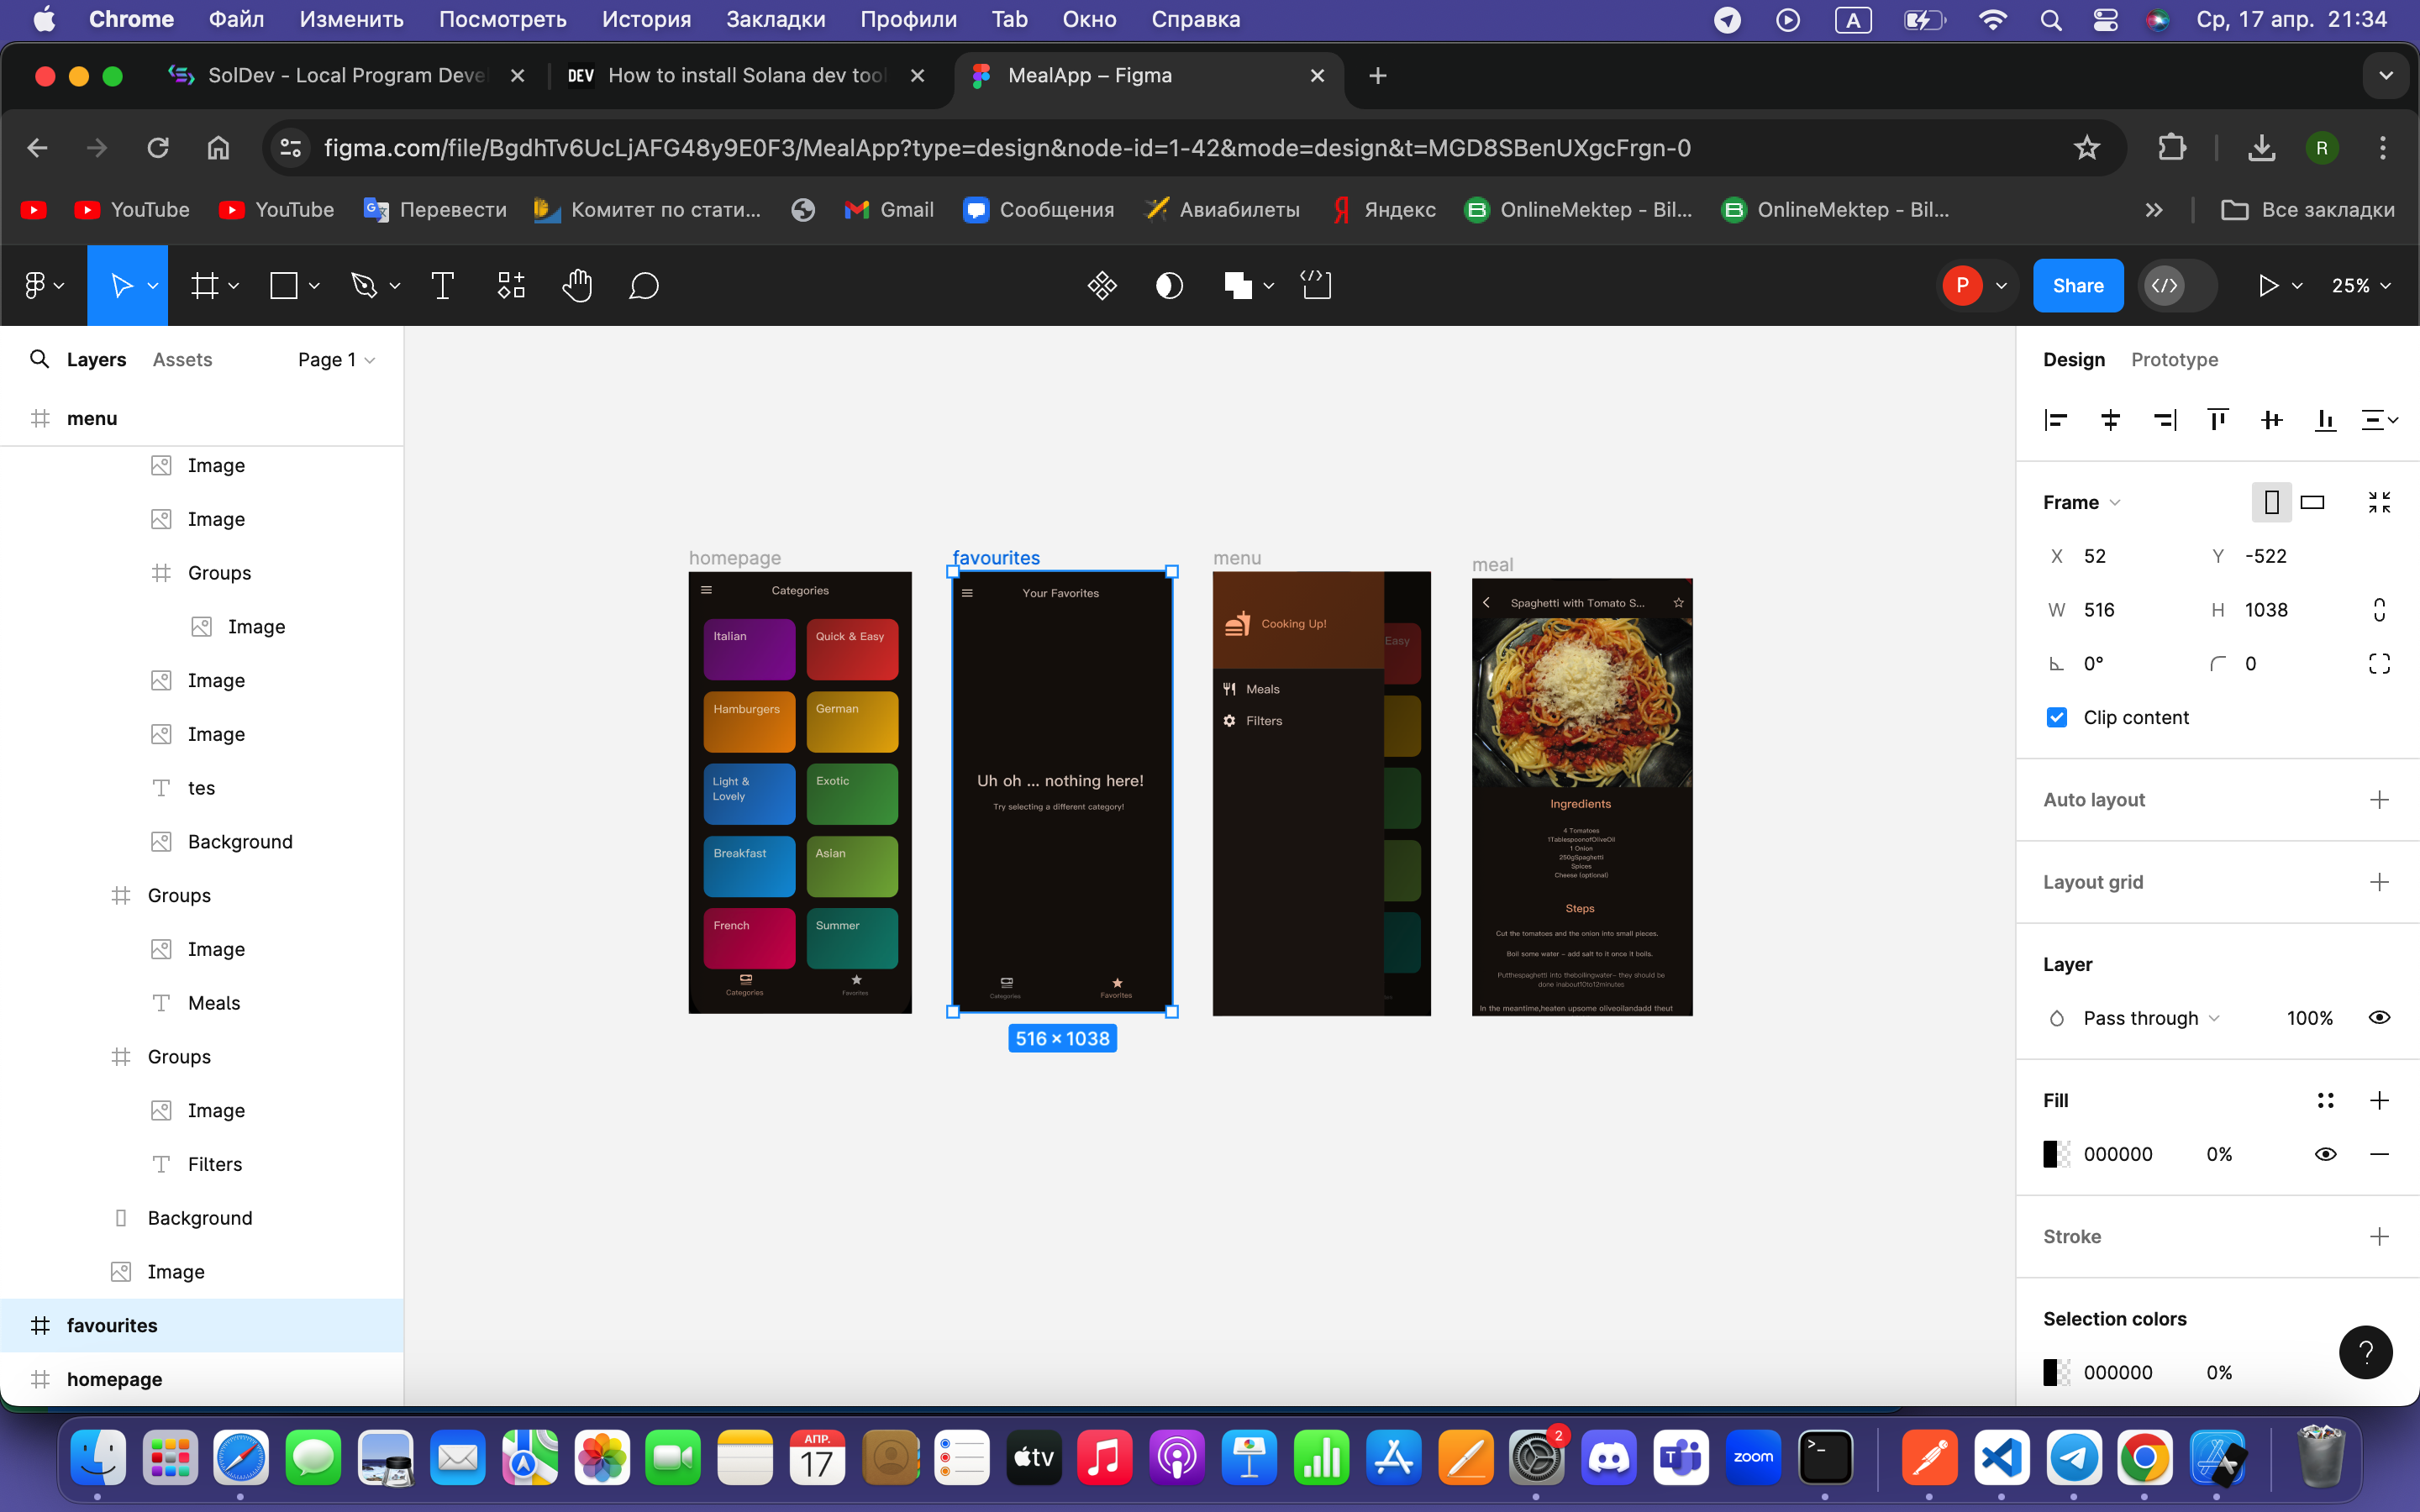 Chrome Файл Изменить Посмотреть История Закладки Профили Tab Окно Справка A Ср, 17 апр. 21:34
SolDev - Local Program Deve DEV How to install Solana dev tool MealApp – Figma
figma.com/file/BgdhTv6UcLjAFG48y9E0F3/MealApp?type=design&node-id=1-42&mode=design&t=MGD8SBenUXgcFrgn-0 R
YouTube YouTube Перевести Комитет по стати... Gmail Сообщения Авиабилеты Яндекс OnlineMektep - Bil... OnlineMektep - Bil... Все закладки
P Share 25%
Layers Assets Page 1
menu
Image
Image
Groups
Image
Image
Image
tes
Background
Groups
Image
Meals
Groups
Image
Filters
Background
Image
favourites
homepage
homepage
Categories
Italian Quick & Easy
Hamburgers German
Light & Lovely Exotic
Breakfast Asian
French Summer
Categories Favorites
favourites
Your Favorites
Uh oh ... nothing here!
Try selecting a different category!
Categories Favorites
516 × 1038
menu
Cooking Up!
Easy
Meals
Filters
meal
Spaghetti with Tomato S...
Ingredients
4 Tomatoes
1TablespoonofOliveOil
1 Onion
250gSpaghetti
Spices
Cheese (optional)
Steps
Cut the tomatoes and the onion into small pieces.
Boil some water – add salt to it once it boils.
Putthespaghetti into theboilingwater– they should be
done inabout10to12minutes
In the meantime,heaten upsome oliveoilandadd theut
Design Prototype
Frame
X 52 Y -522
W 516 H 1038
0° 0
Clip content
Auto layout
Layout grid
Layer
Pass through 100%
Fill
000000 0%
Stroke
Selection colors
000000 0%
?
АПР.
17
tv
2
T
zoom